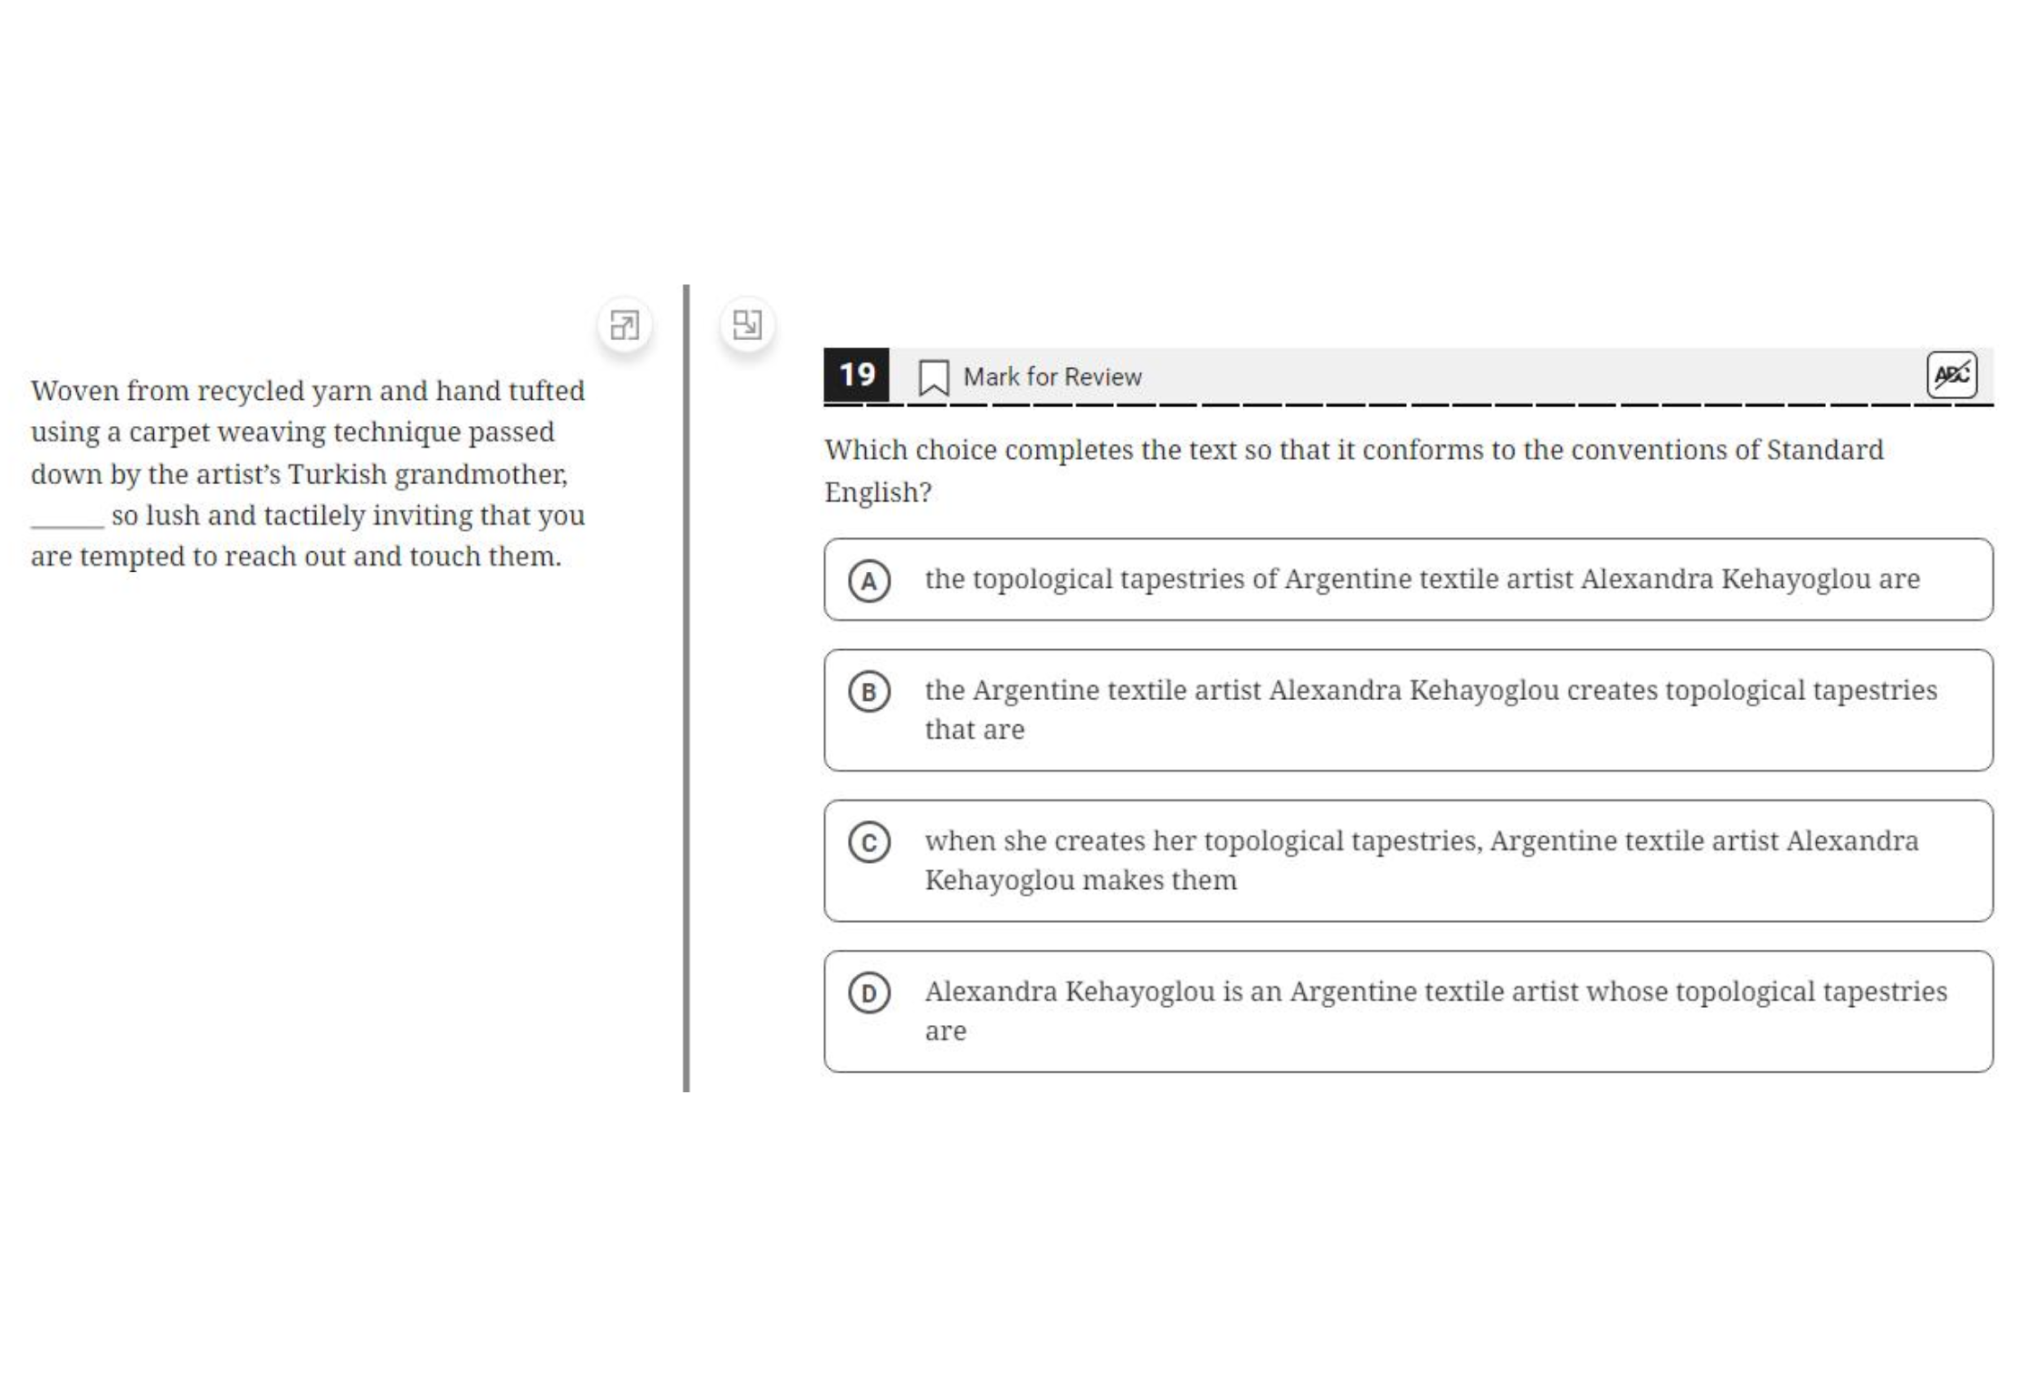 Woven from recycled yarn and hand tufted
using a carpet weaving technique passed
down by the artist’s Turkish grandmother,
______ so lush and tactilely inviting that you
are tempted to reach out and touch them.
19 Mark for Review ABC
Which choice completes the text so that it conforms to the conventions of Standard
English?
A the topological tapestries of Argentine textile artist Alexandra Kehayoglou are
B the Argentine textile artist Alexandra Kehayoglou creates topological tapestries
that are
C when she creates her topological tapestries, Argentine textile artist Alexandra
Kehayoglou makes them
D Alexandra Kehayoglou is an Argentine textile artist whose topological tapestries
are